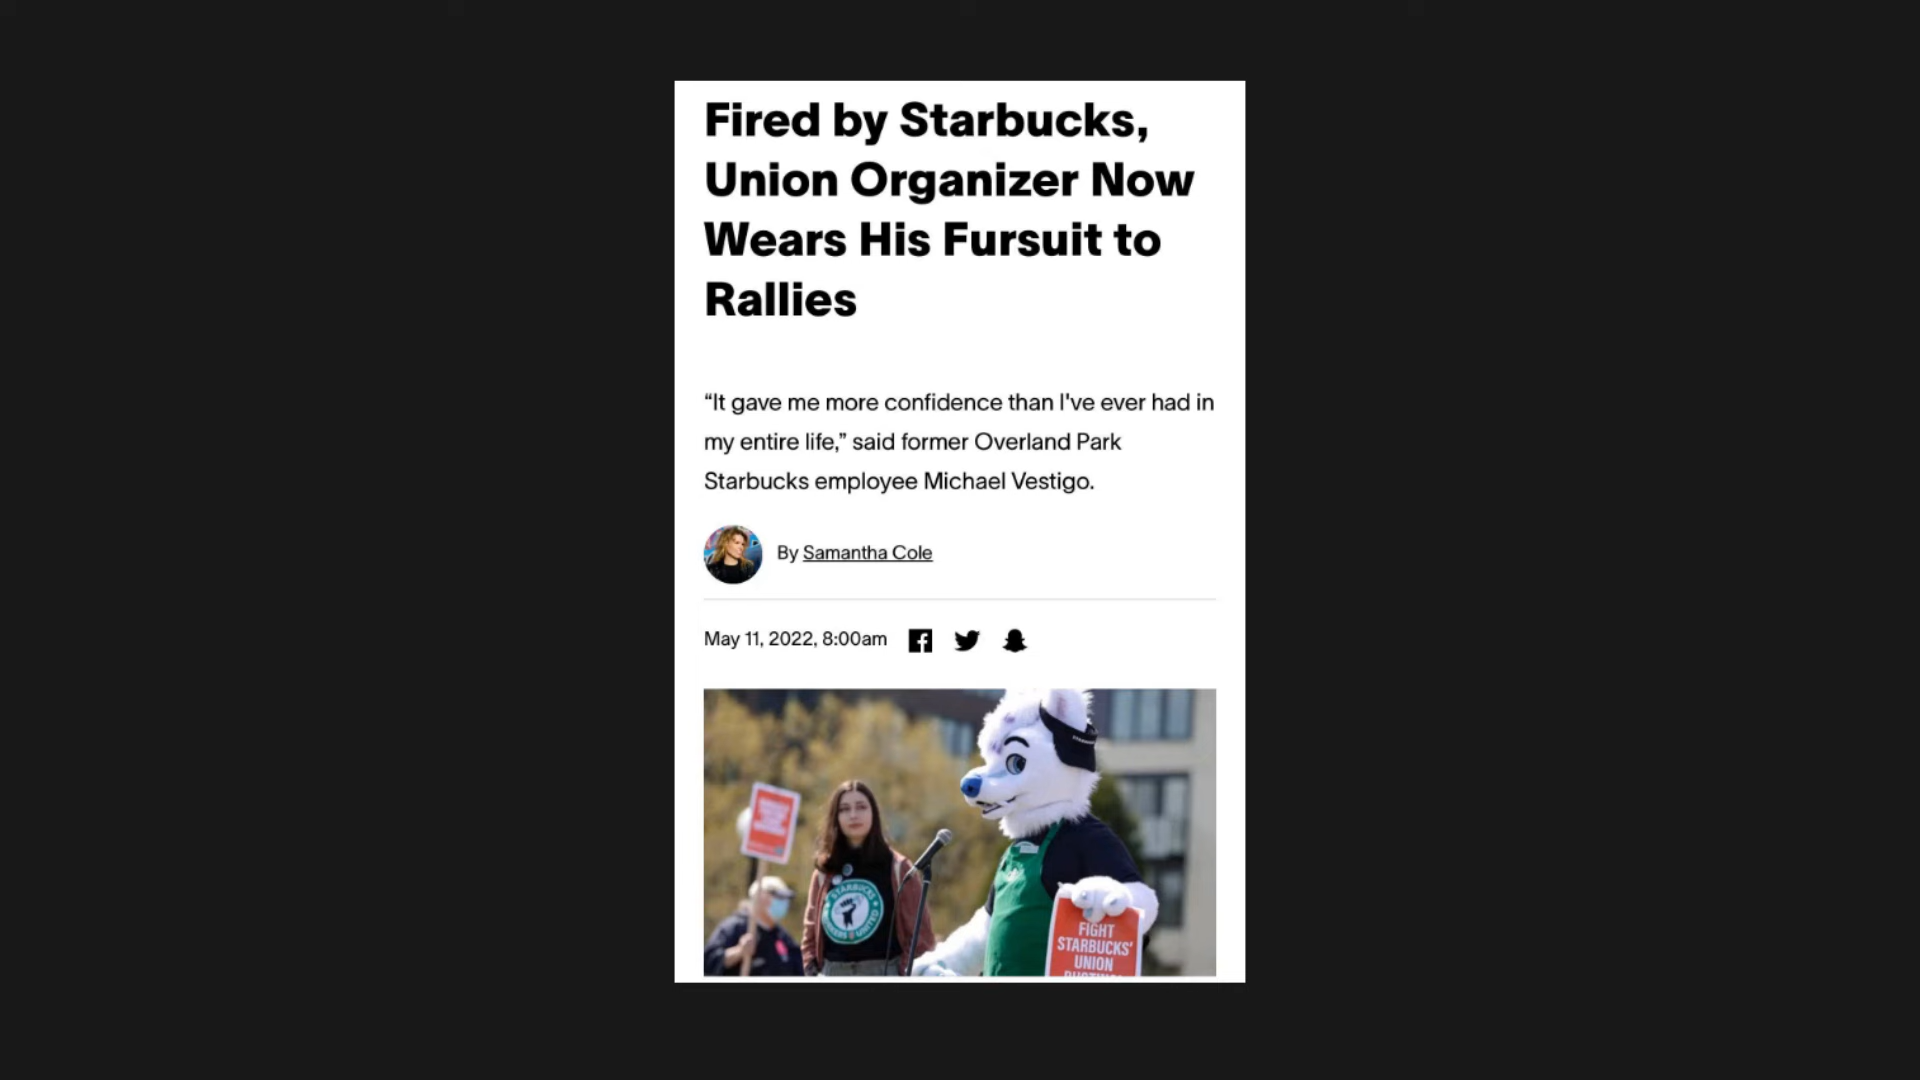 Fired by Starbucks,
Union Organizer Now
Wears His Fursuit to
Rallies
“It gave me more confidence than I've ever had in
my entire life,” said former Overland Park
Starbucks employee Michael Vestigo.
By Samantha Cole
May 11, 2022, 8:00am
STARBUCKS
UNITED
FIGHT
STARBUCKS'
UNION